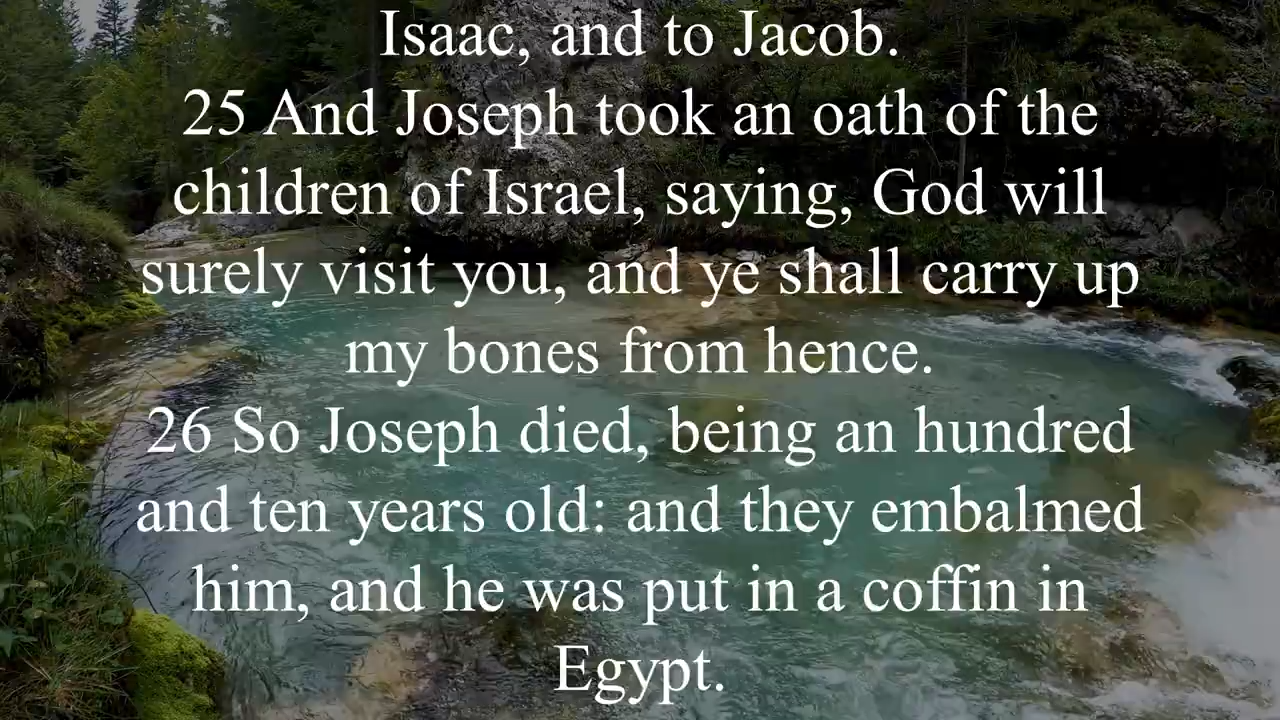 Isaac, and to Jacob.
25 And Joseph took an oath of the
children of Israel, saying, God will
surely visit you, and ye shall carry up
my bones from hence.
26 So Joseph died, being an hundred
and ten years old: and they embalmed
him, and he was put in a coffin in
Egypt.